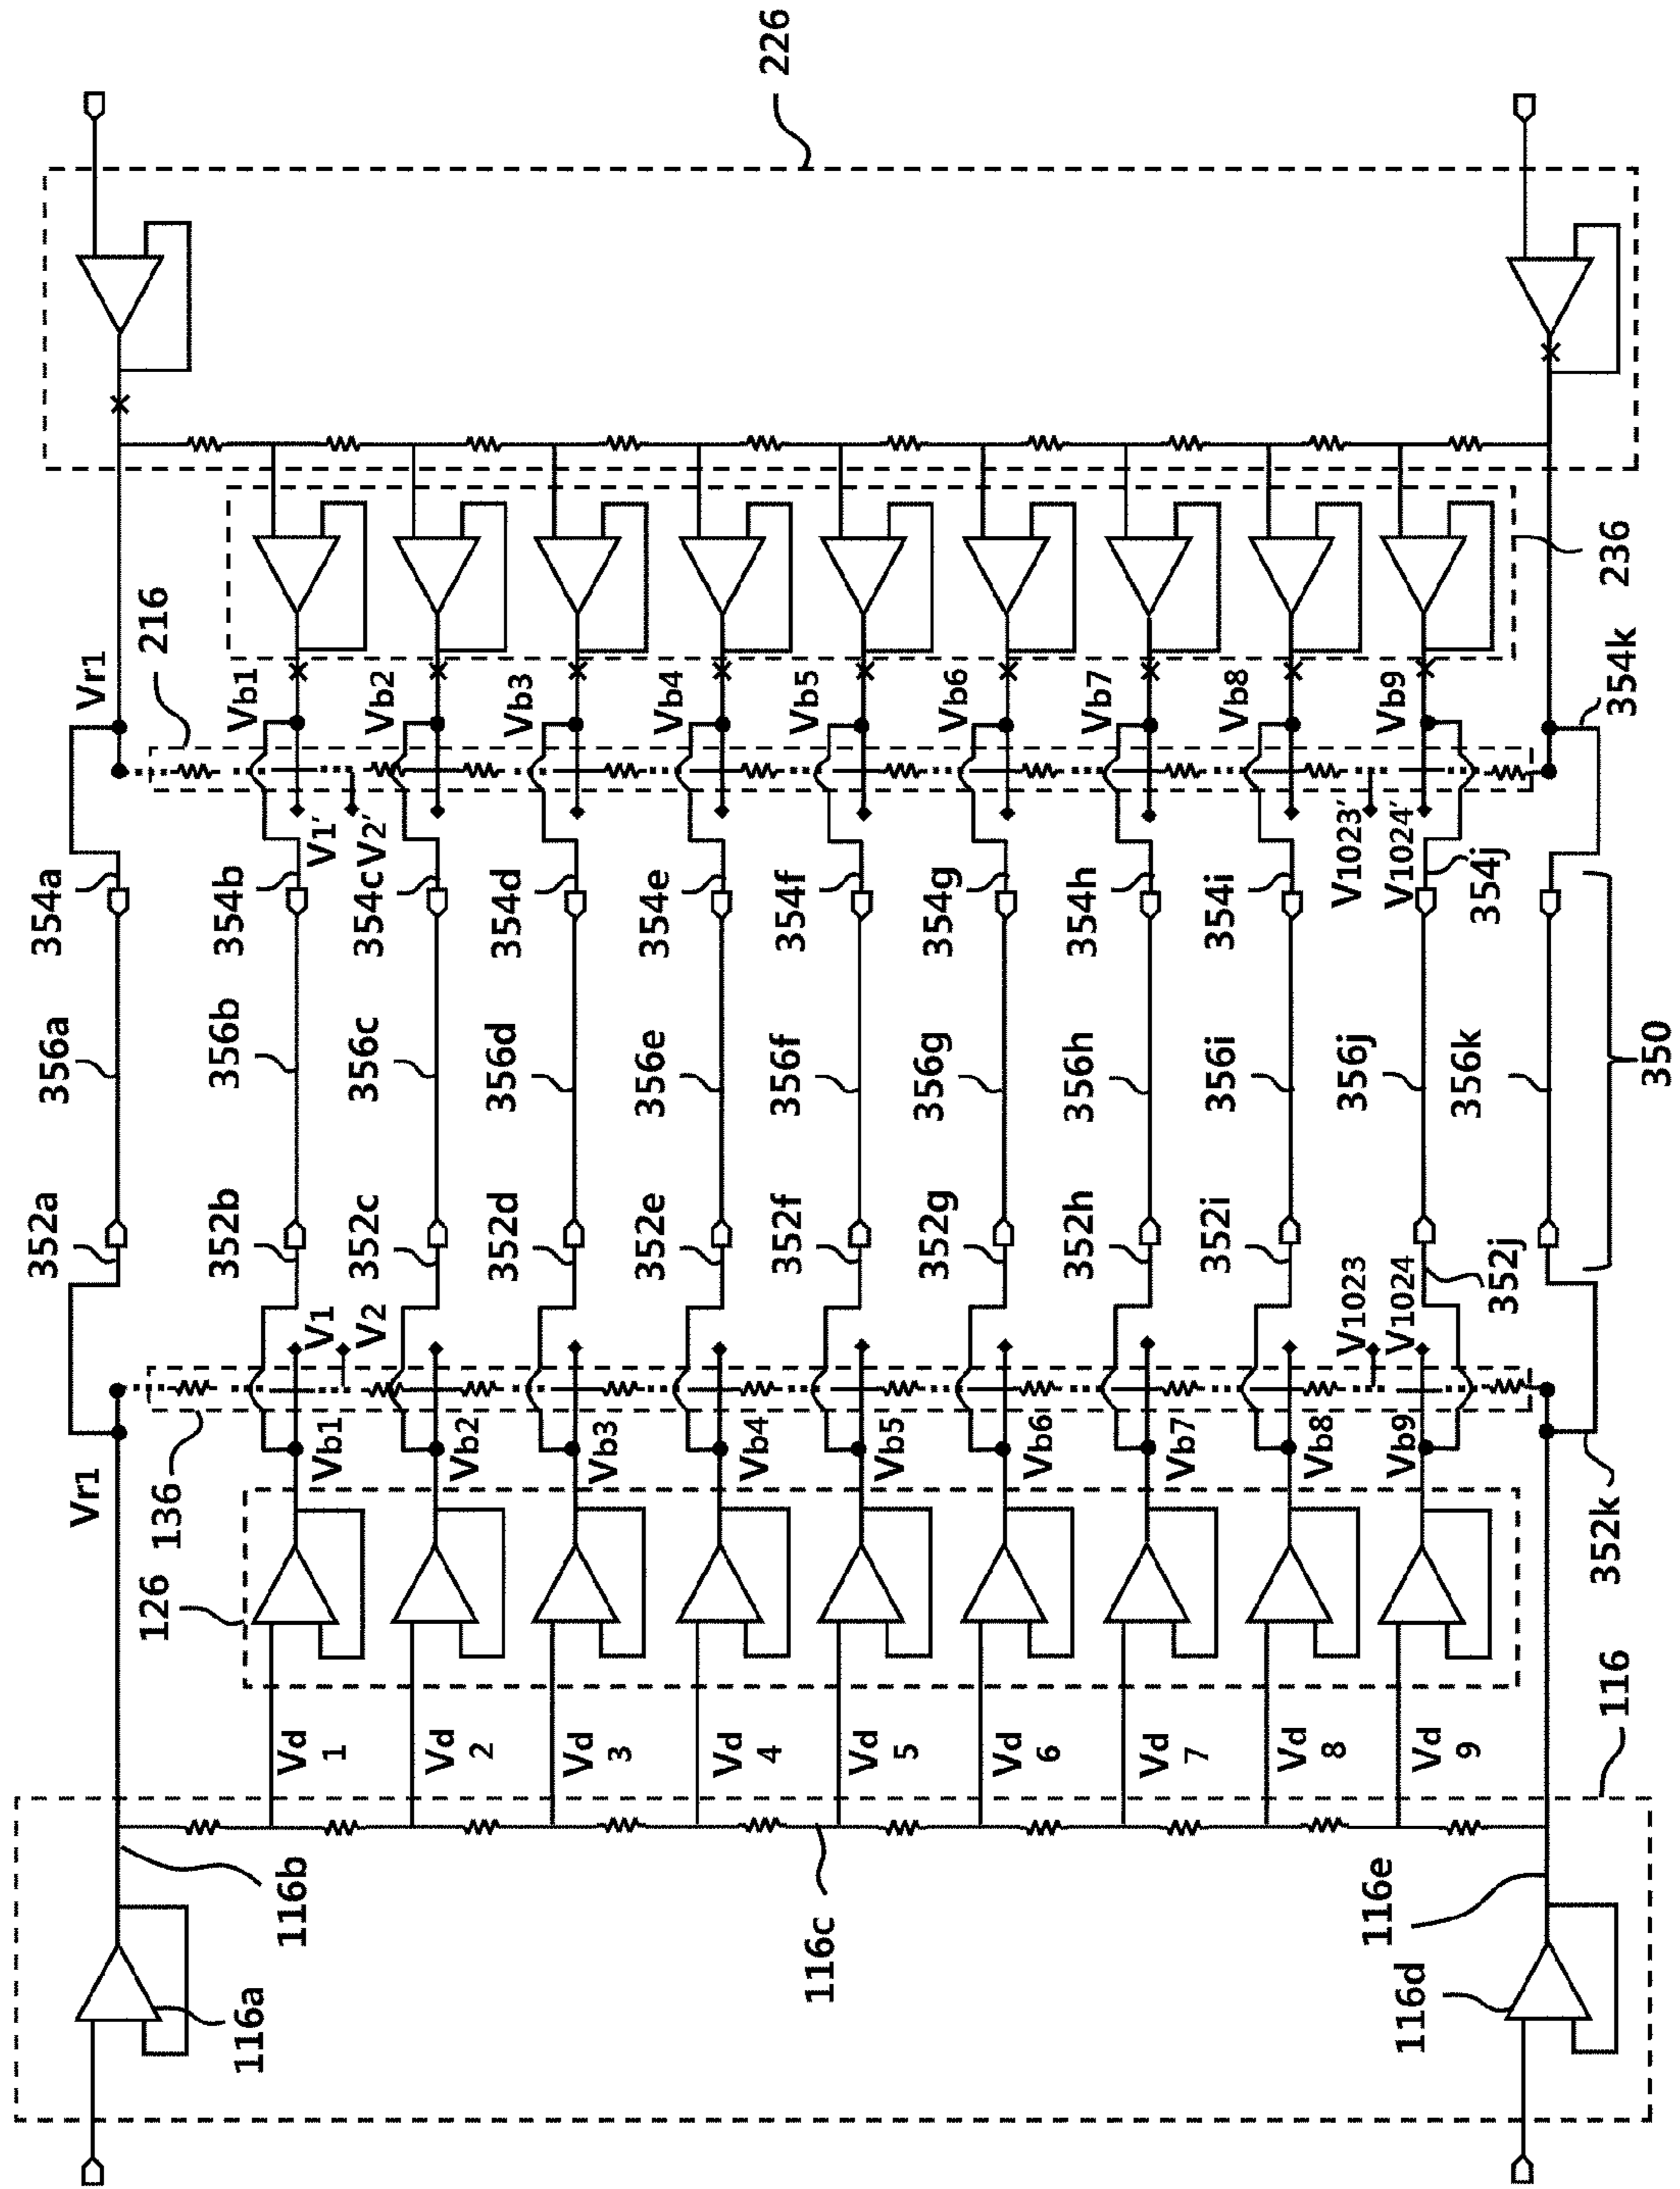 226
Vr1
216
Vb1
Vb2
Vb3
Vb4
Vb5
Vb6
Vb7
Vb8
Vb9
236
354k
V1'
V2'
V1023'
V1024'
354a
354b
354c
354d
354e
354f
354g
354h
354i
354j
356a
356b
356c
356d
356e
356f
356g
356h
356i
356j
356k
350
352a
352b
352c
352d
352e
352f
352g
352h
352i
352j
V1
V2
V1023
V1024
Vr1
136
Vb1
Vb2
Vb3
Vb4
Vb5
Vb6
Vb7
Vb8
Vb9
352k
126
116
Vd
1
Vd
2
Vd
3
Vd
4
Vd
5
Vd
6
Vd
7
Vd
8
Vd
9
116b
116c
116e
116a
116d